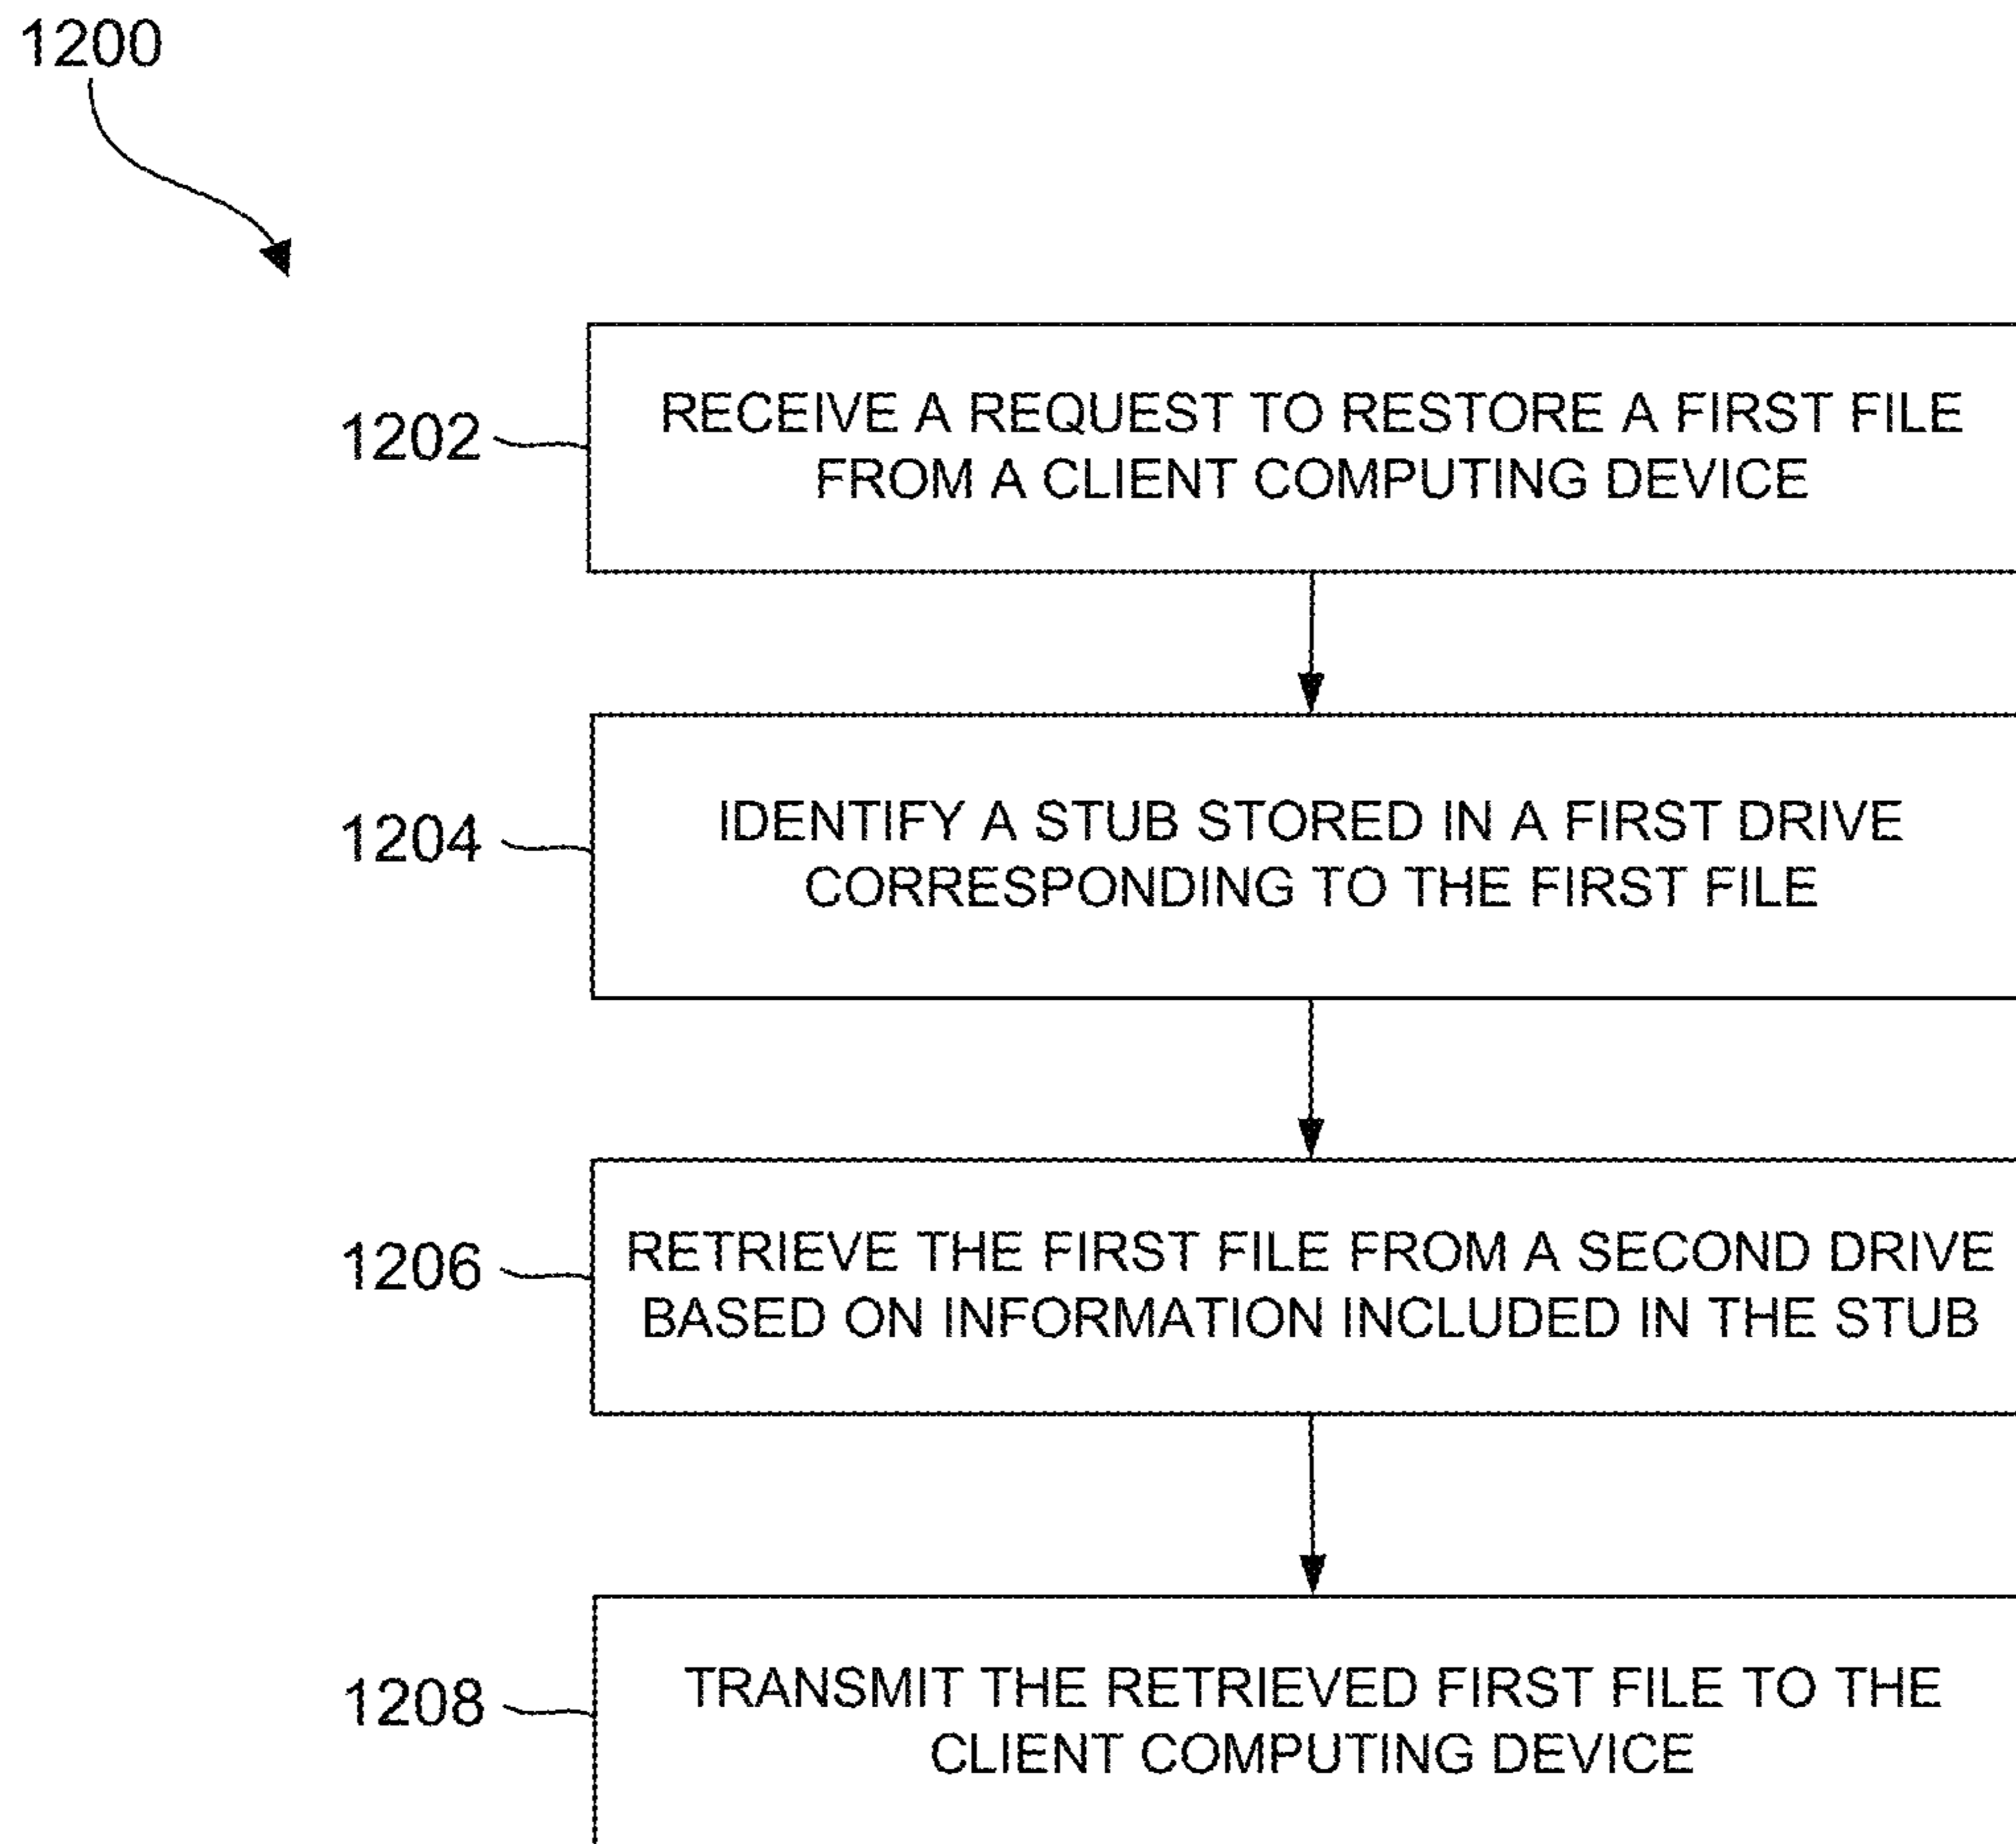 1200
1202
RECEIVE A REQUEST TO RESTORE A FIRST FILE
FROM A CLIENT COMPUTING DEVICE
1204
IDENTIFY A STUB STORED IN A FIRST DRIVE
CORRESPONDING TO THE FIRST FILE
1206
RETRIEVE THE FIRST FILE FROM A SECOND DRIVE
BASED ON INFORMATION INCLUDED IN THE STUB
1208
TRANSMIT THE RETRIEVED FIRST FILE TO THE
CLIENT COMPUTING DEVICE